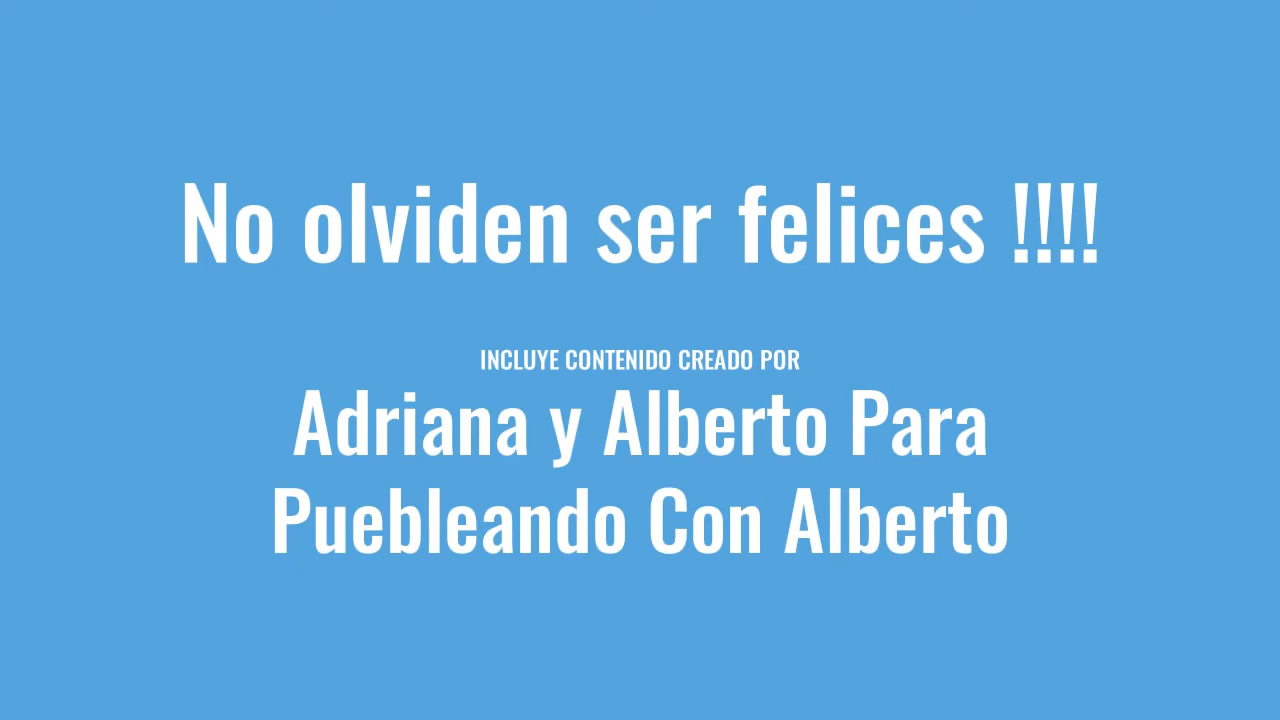 No olviden ser felices !!!!
INCLUYE CONTENIDO CREADO POR
Adriana y Alberto Para
Puebleando Con Alberto